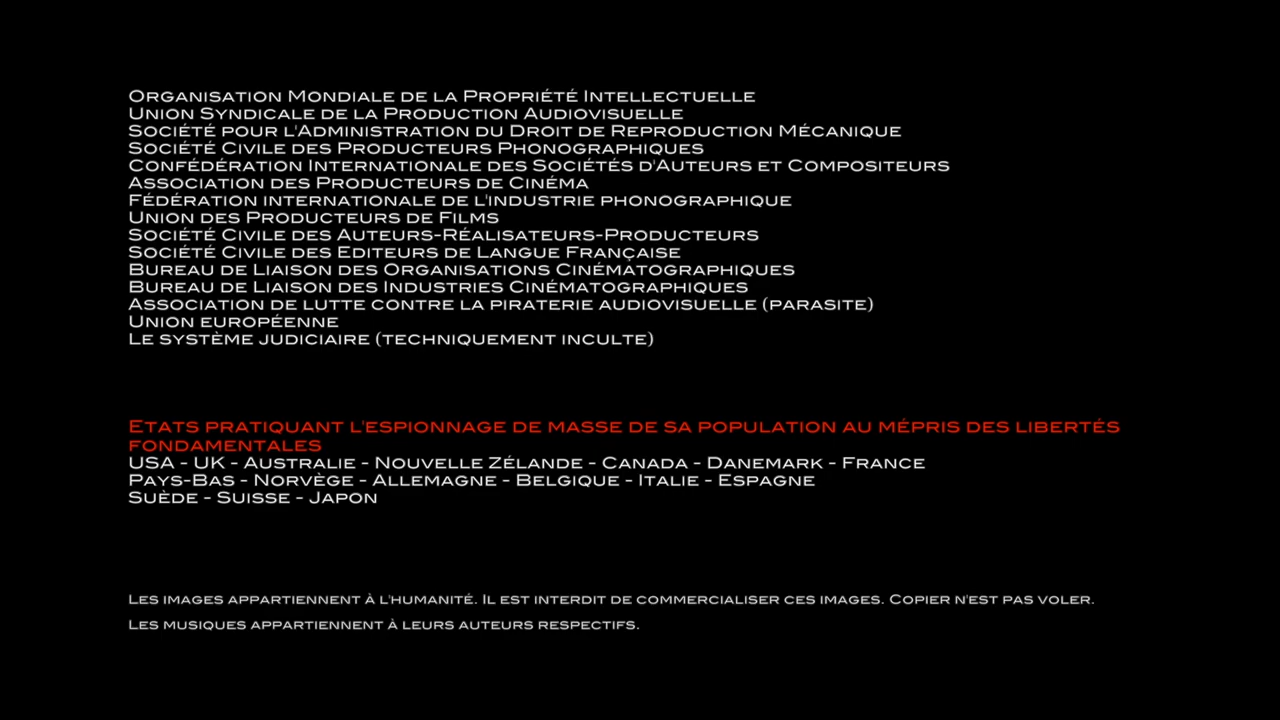 Organisation Mondiale de la Propriété Intellectuelle
Union Syndicale de la Production Audiovisuelle
Société pour l'Administration du Droit de Reproduction Mécanique
Société Civile des Producteurs Phonographiques
Confédération Internationale des Sociétés d'Auteurs et Compositeurs
Association des Producteurs de Cinéma
Fédération internationale de l'industrie phonographique
Union des Producteurs de Films
Société Civile des Auteurs-Réalisateurs-Producteurs
Société Civile des Editeurs de Langue Française
Bureau de Liaison des Organisations Cinématographiques
Bureau de Liaison des Industries Cinématographiques
Association de lutte contre la piraterie audiovisuelle (parasite)
Union européenne
Le système judiciaire (techniquement inculte)
Etats pratiquant l'espionnage de masse de sa population au mépris des libertés
fondamentales
USA - UK - Australie - Nouvelle Zélande - Canada - Danemark - France
Pays-Bas - Norvège - Allemagne - Belgique - Italie - Espagne
Suède - Suisse - Japon
Les images appartiennent à l'humanité. Il est interdit de commercialiser ces images. Copier n'est pas voler.
Les musiques appartiennent à leurs auteurs respectifs.